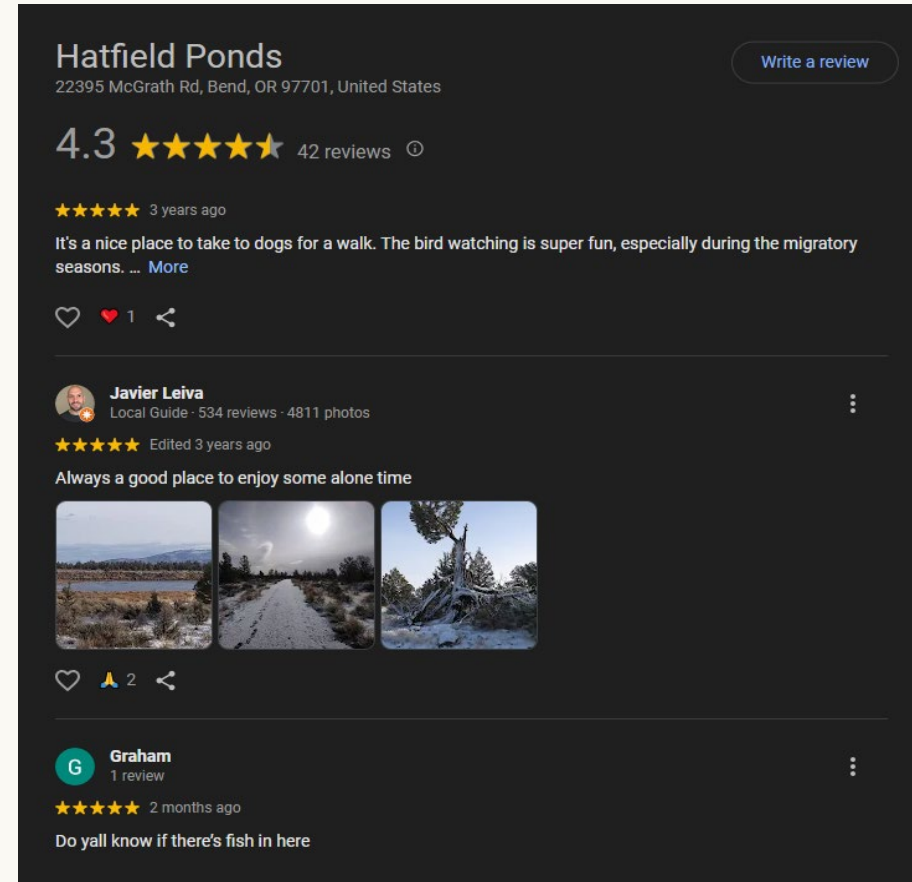 Hatfield Ponds
Write a review
22395 McGrath Rd, Bend, OR 97701, United States
4.3 42 reviews
3 years ago
It's a nice place to take to dogs for a walk. The bird watching is super fun, especially during the migratory
seasons. ... More
1
Javier Leiva
Local Guide · 534 reviews · 4811 photos
Edited 3 years ago
Always a good place to enjoy some alone time
2
G
Graham
1 review
2 months ago
Do yall know if there’s fish in here